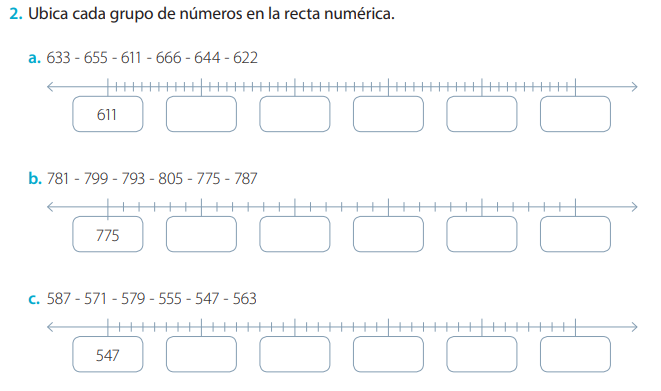 2. Ubica cada grupo de números en la recta numérica.
a. 633 - 655 - 611 - 666 - 644 - 622
611
b. 781 - 799 - 793 - 805 - 775 - 787
775
c. 587 - 571 - 579 - 555 - 547 - 563
547